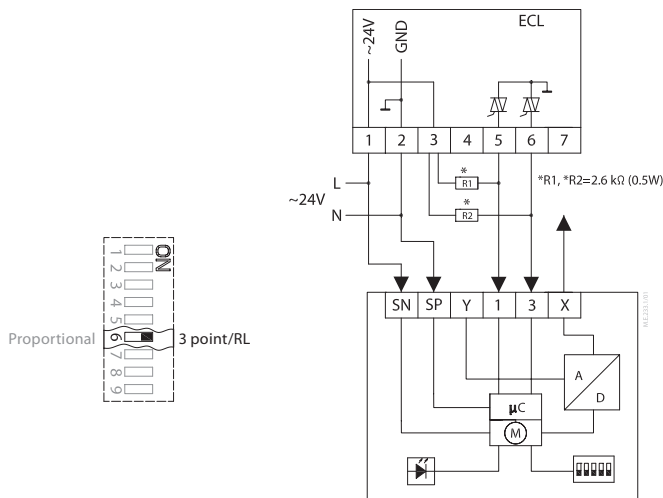 ECL
~24V
GND
1 2 3 4 5 6 7
*
R1
*
R2
*R1, *R2=2.6 kΩ (0.5W)
L
~24V
N
SN SP Y 1 3 X
A
D
µC
M
ON
1
2
3
4
5
Proportional 6 3 point/RL
7
8
9